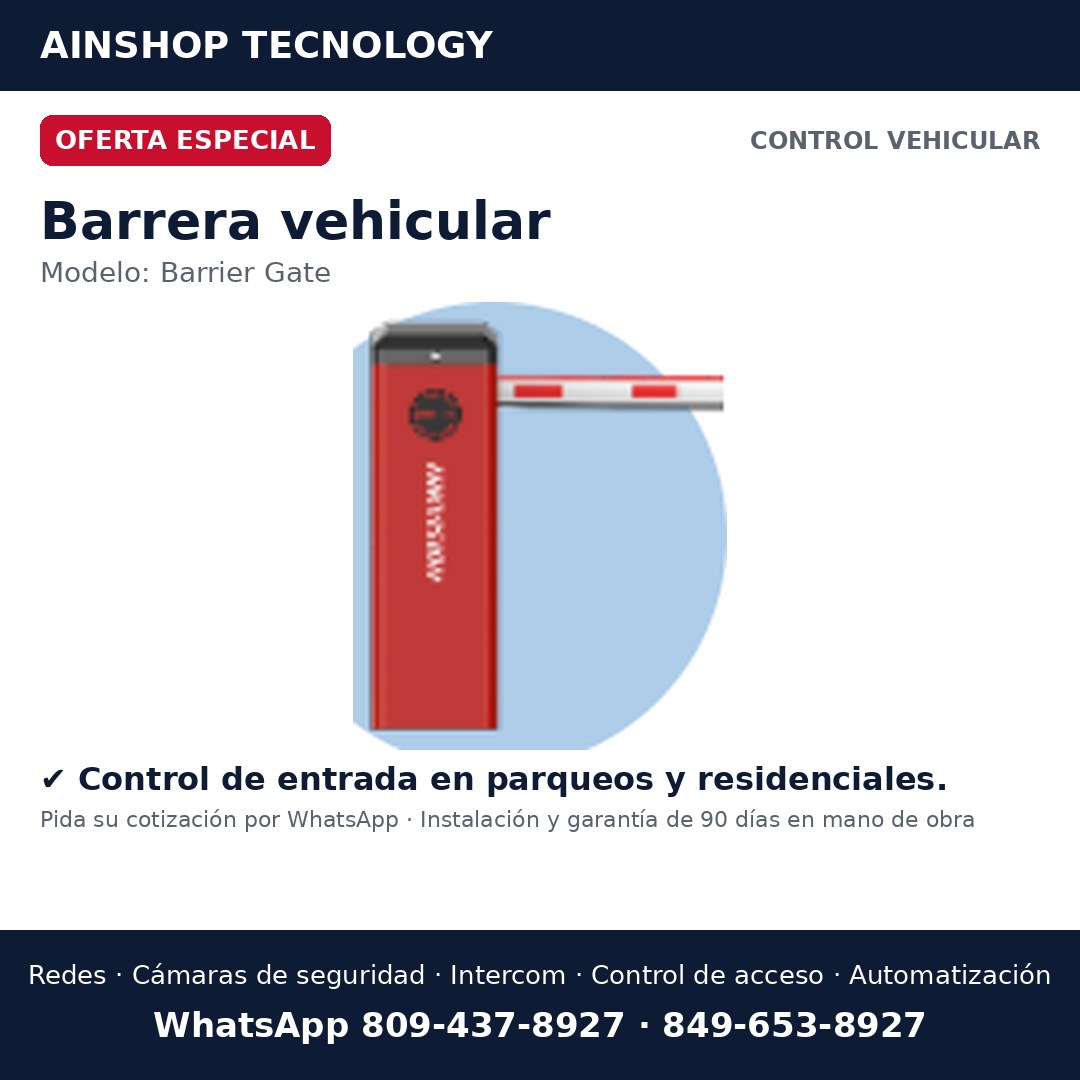 AINSHOP TECNOLOGY
OFERTA ESPECIAL
CONTROL VEHICULAR
Barrera vehicular
Modelo: Barrier Gate
✔ Control de entrada en parqueos y residenciales.
Pida su cotización por WhatsApp · Instalación y garantía de 90 días en mano de obra
Redes · Cámaras de seguridad · Intercom · Control de acceso · Automatización
WhatsApp 809-437-8927 · 849-653-8927